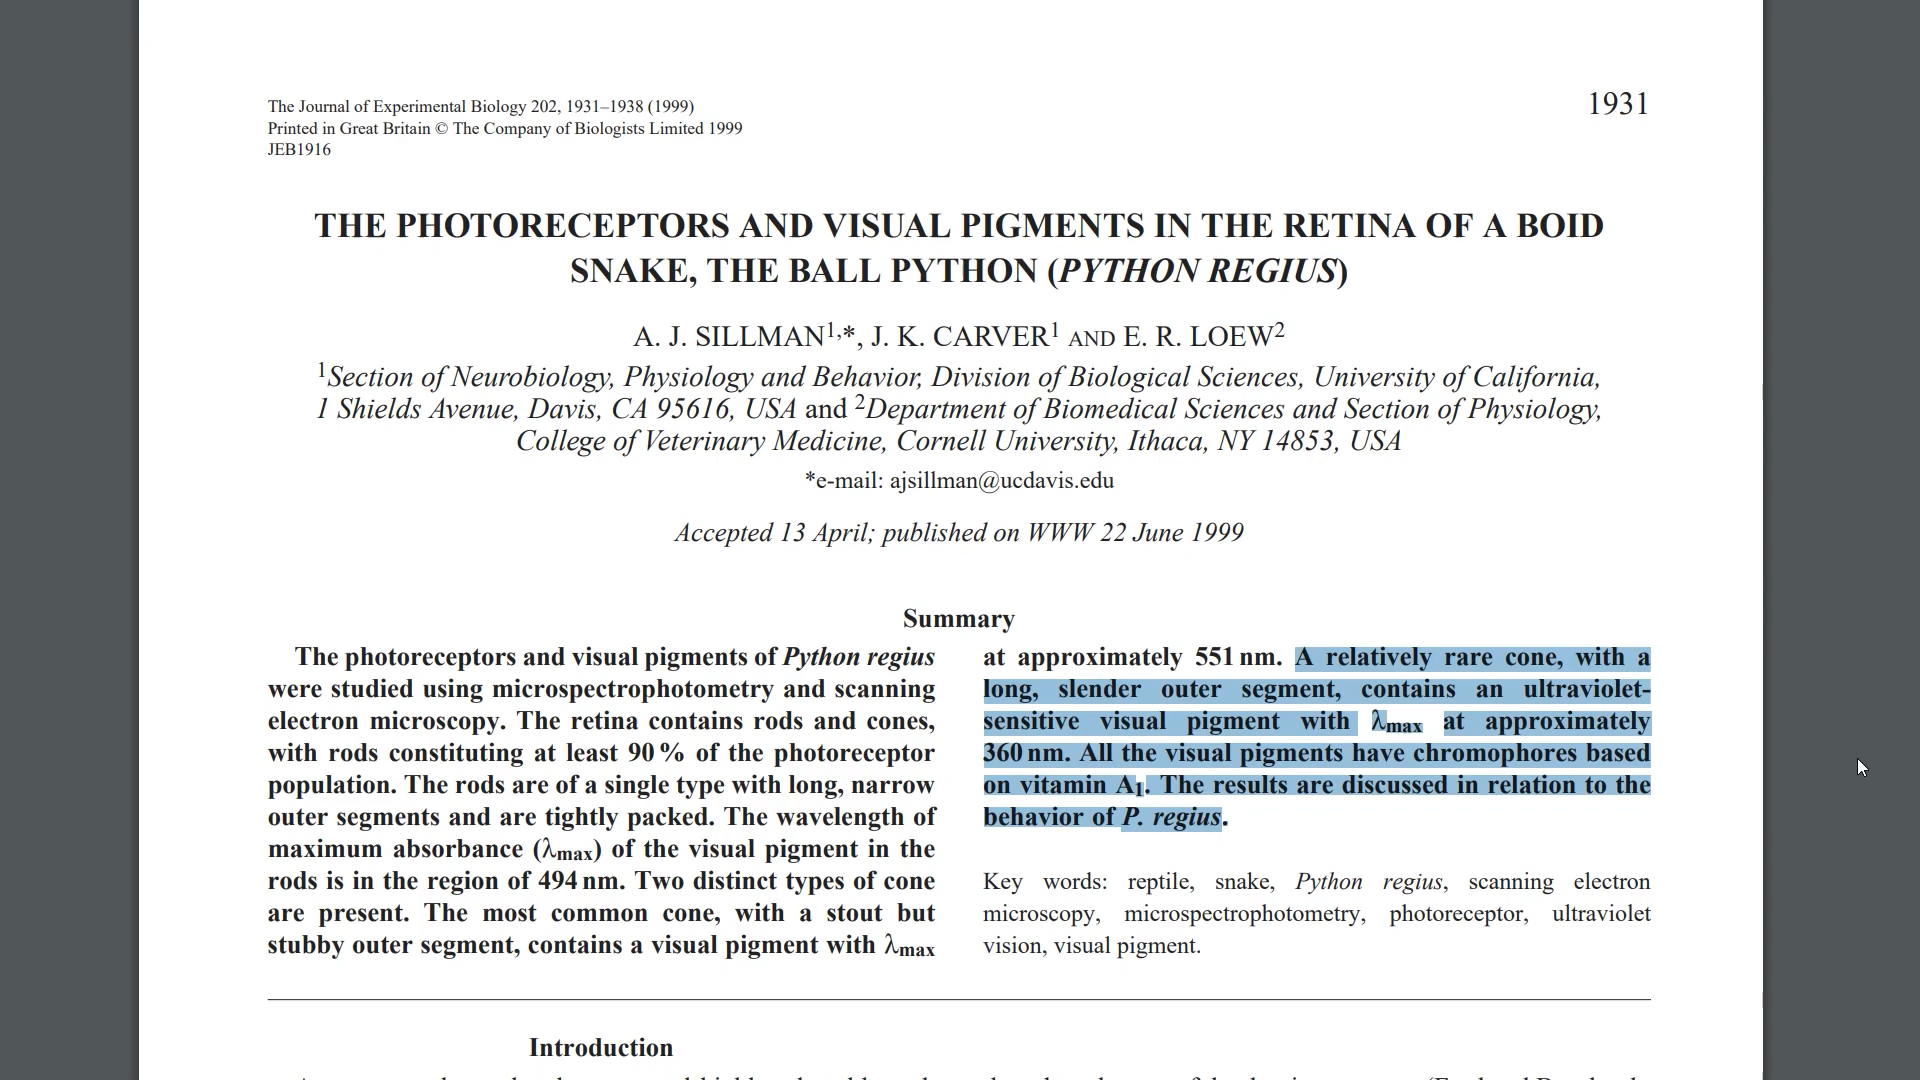 The Journal of Experimental Biology 202, 1931–1938 (1999)
Printed in Great Britain © The Company of Biologists Limited 1999
JEB1916
1931
THE PHOTORECEPTORS AND VISUAL PIGMENTS IN THE RETINA OF A BOID
SNAKE, THE BALL PYTHON (PYTHON REGIUS)
A. J. SILLMAN1,*, J. K. CARVER1 AND E. R. LOEW2
1Section of Neurobiology, Physiology and Behavior, Division of Biological Sciences, University of California,
1 Shields Avenue, Davis, CA 95616, USA and 2Department of Biomedical Sciences and Section of Physiology,
College of Veterinary Medicine, Cornell University, Ithaca, NY 14853, USA
*e-mail: ajsillman@ucdavis.edu
Accepted 13 April; published on WWW 22 June 1999
Summary
The photoreceptors and visual pigments of Python regius
were studied using microspectrophotometry and scanning
electron microscopy. The retina contains rods and cones,
with rods constituting at least 90 % of the photoreceptor
population. The rods are of a single type with long, narrow
outer segments and are tightly packed. The wavelength of
maximum absorbance (λmax) of the visual pigment in the
rods is in the region of 494 nm. Two distinct types of cone
are present. The most common cone, with a stout but
stubby outer segment, contains a visual pigment with λmax
at approximately 551 nm. A relatively rare cone, with a
long, slender outer segment, contains an ultraviolet-
sensitive visual pigment with λmax at approximately
360 nm. All the visual pigments have chromophores based
on vitamin A1. The results are discussed in relation to the
behavior of P. regius.
Key words: reptile, snake, Python regius, scanning electron
microscopy, microspectrophotometry, photoreceptor, ultraviolet
vision, visual pigment.
Introduction